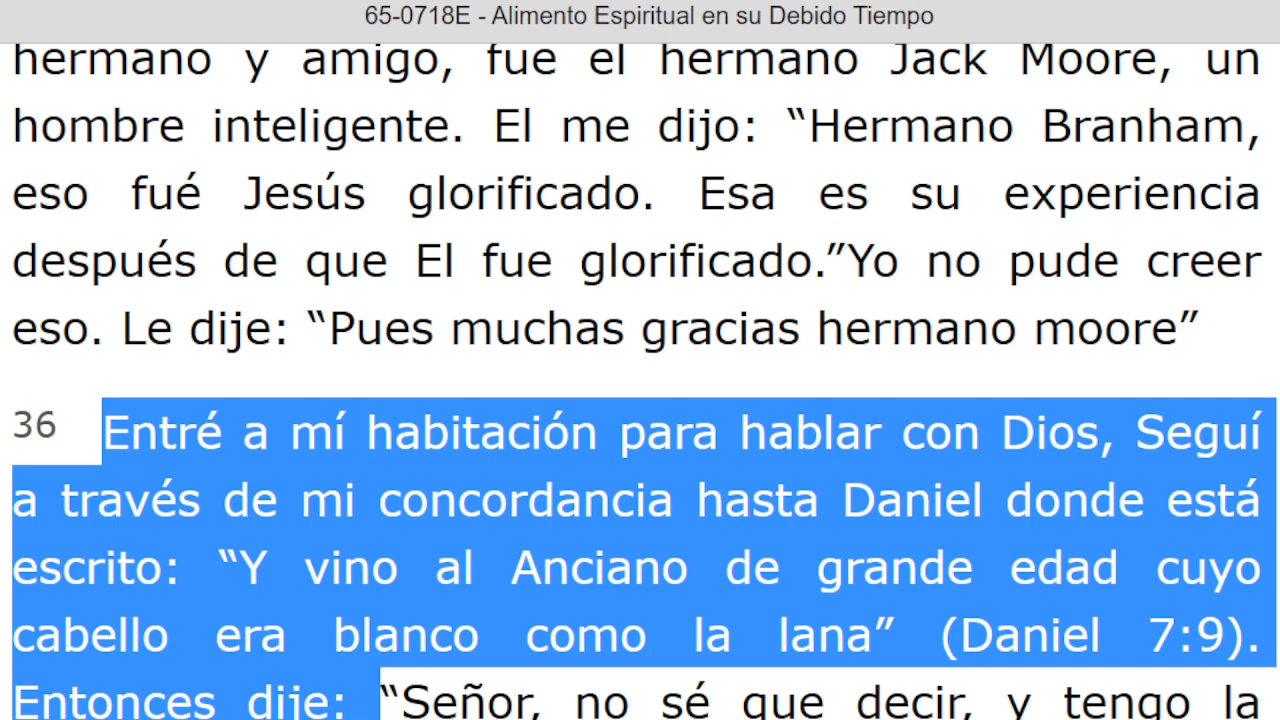 65-0718E - Alimento Espiritual en su Debido Tiempo
hermano y amigo, fue el hermano Jack Moore, un
hombre inteligente. El me dijo: “Hermano Branham,
eso fué Jesús glorificado. Esa es su experiencia
después de que El fue glorificado.”Yo no pude creer
eso. Le dije: “Pues muchas gracias hermano moore”
36 Entré a mí habitación para hablar con Dios, Seguí
a través de mi concordancia hasta Daniel donde está
escrito: “Y vino al Anciano de grande edad cuyo
cabello era blanco como la lana” (Daniel 7:9).
Entonces dije: “Señor, no sé que decir, y tengo la